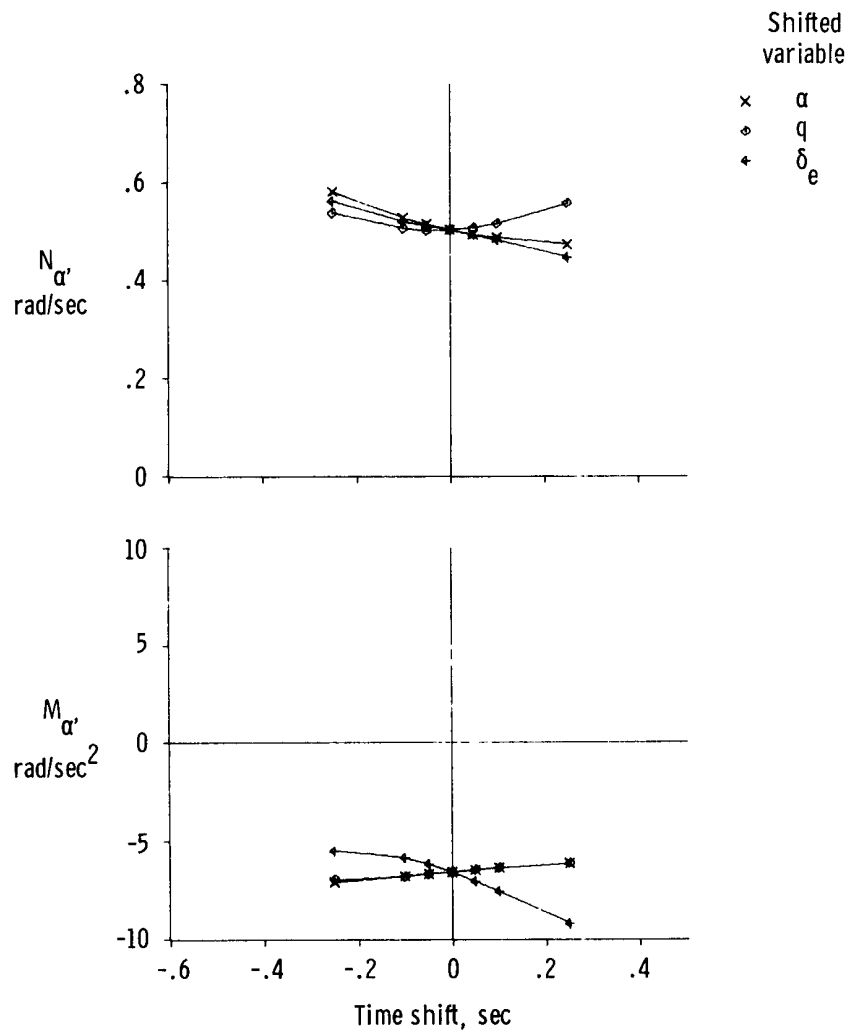 Shifted
variable
α
q
δe
.8
.6
.4
.2
0
Nα,
rad/sec
10
5
0
-5
-10
Mα,
rad/sec2
-.6
-.4
-.2
0
.2
.4
Time shift, sec